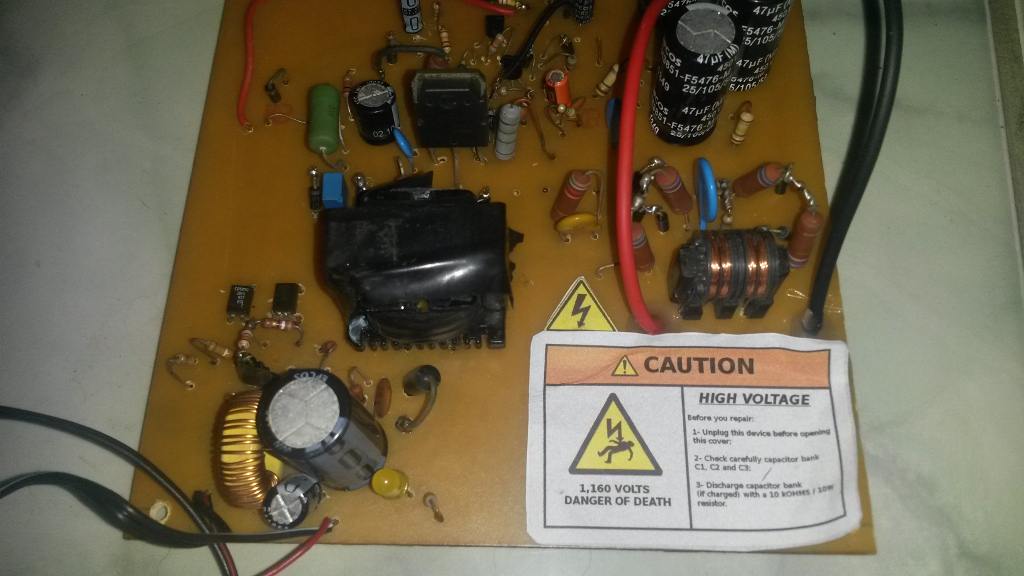 47µF(M)
25/105
47µF
CAUTION
HIGH VOLTAGE
Before you repair:
1- Unplug this device before opening
this cover;
2- Check carefully capacitor bank
C1, C2 and C3;
3- Discharge capacitor bank
(if charged) with a 10 kOHMS / 10W
resistor.
1,160 VOLTS
DANGER OF DEATH